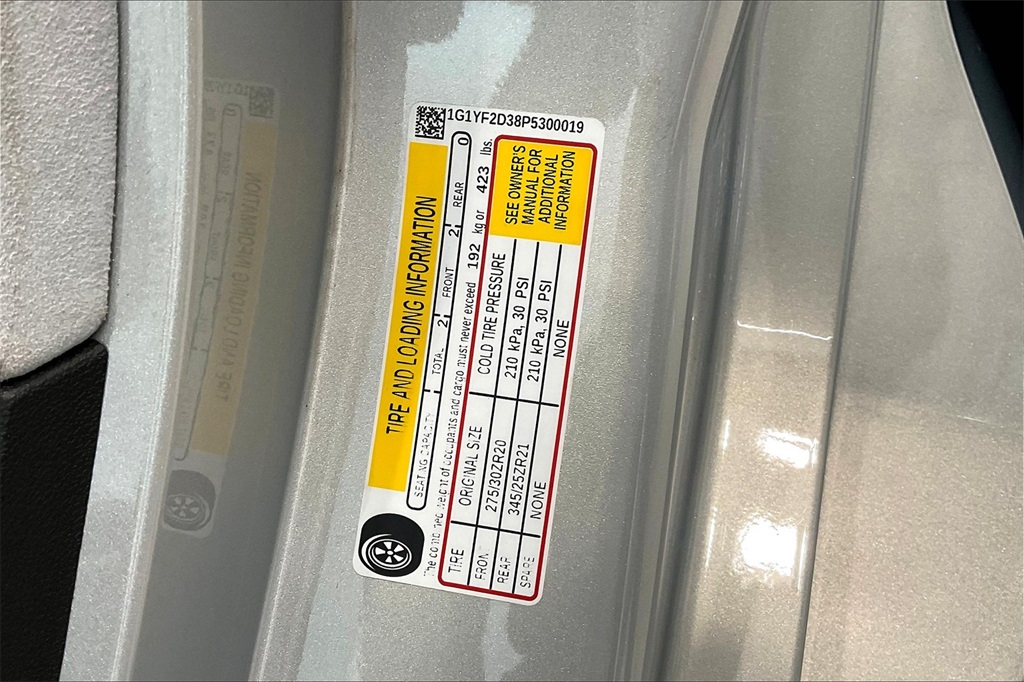 1G1YF2D38P5300019
TIRE AND LOADING INFORMATION
SEATING CAPACITY TOTAL 2 FRONT 2 REAR 0
The combined weight of occupants and cargo must never exceed 192 kg or 423 lbs.
TIRE ORIGINAL SIZE COLD TIRE PRESSURE
FRONT 275/30ZR20 210 kPa, 30 PSI
REAR 345/25ZR21 210 kPa, 30 PSI
SPARE NONE NONE
SEE OWNER'S
MANUAL FOR
ADDITIONAL
INFORMATION